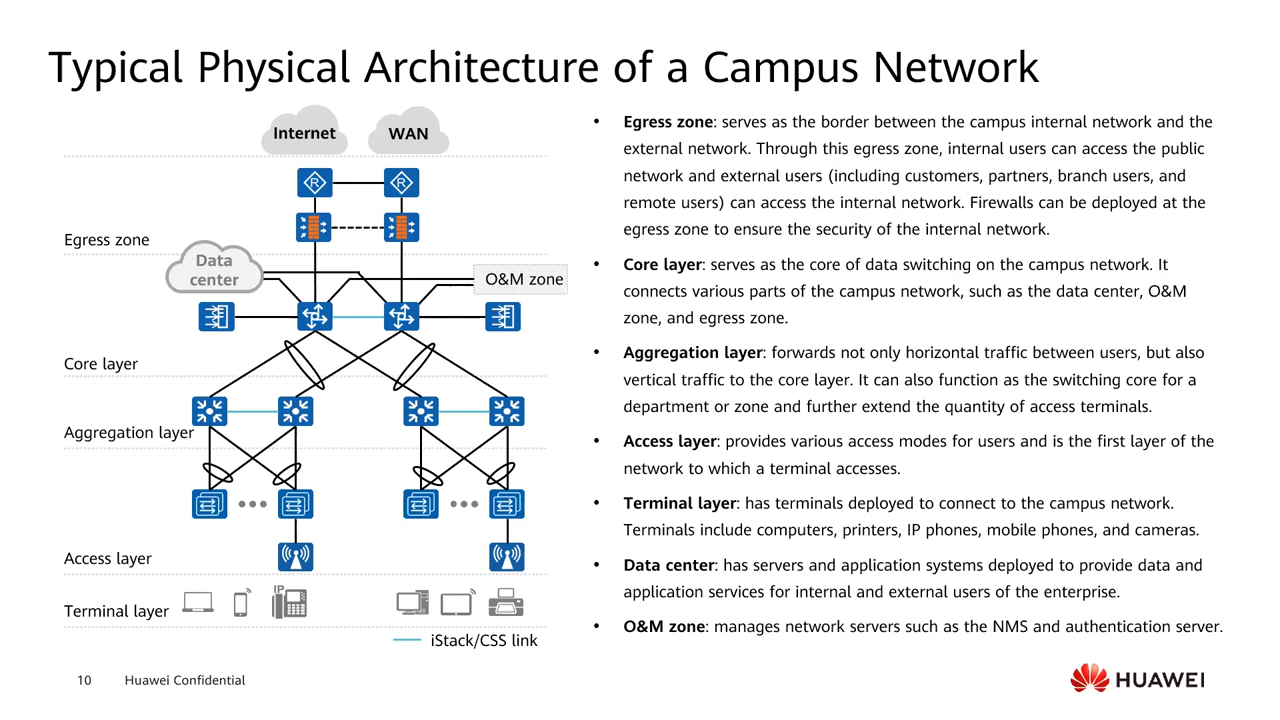 Typical Physical Architecture of a Campus Network
Internet
WAN
R
R
Egress zone
Data
center
O&M zone
Core layer
Aggregation layer
Access layer
IP
Terminal layer
iStack/CSS link
• Egress zone: serves as the border between the campus internal network and the
external network. Through this egress zone, internal users can access the public
network and external users (including customers, partners, branch users, and
remote users) can access the internal network. Firewalls can be deployed at the
egress zone to ensure the security of the internal network.
• Core layer: serves as the core of data switching on the campus network. It
connects various parts of the campus network, such as the data center, O&M
zone, and egress zone.
• Aggregation layer: forwards not only horizontal traffic between users, but also
vertical traffic to the core layer. It can also function as the switching core for a
department or zone and further extend the quantity of access terminals.
• Access layer: provides various access modes for users and is the first layer of the
network to which a terminal accesses.
• Terminal layer: has terminals deployed to connect to the campus network.
Terminals include computers, printers, IP phones, mobile phones, and cameras.
• Data center: has servers and application systems deployed to provide data and
application services for internal and external users of the enterprise.
• O&M zone: manages network servers such as the NMS and authentication server.
10 Huawei Confidential
HUAWEI